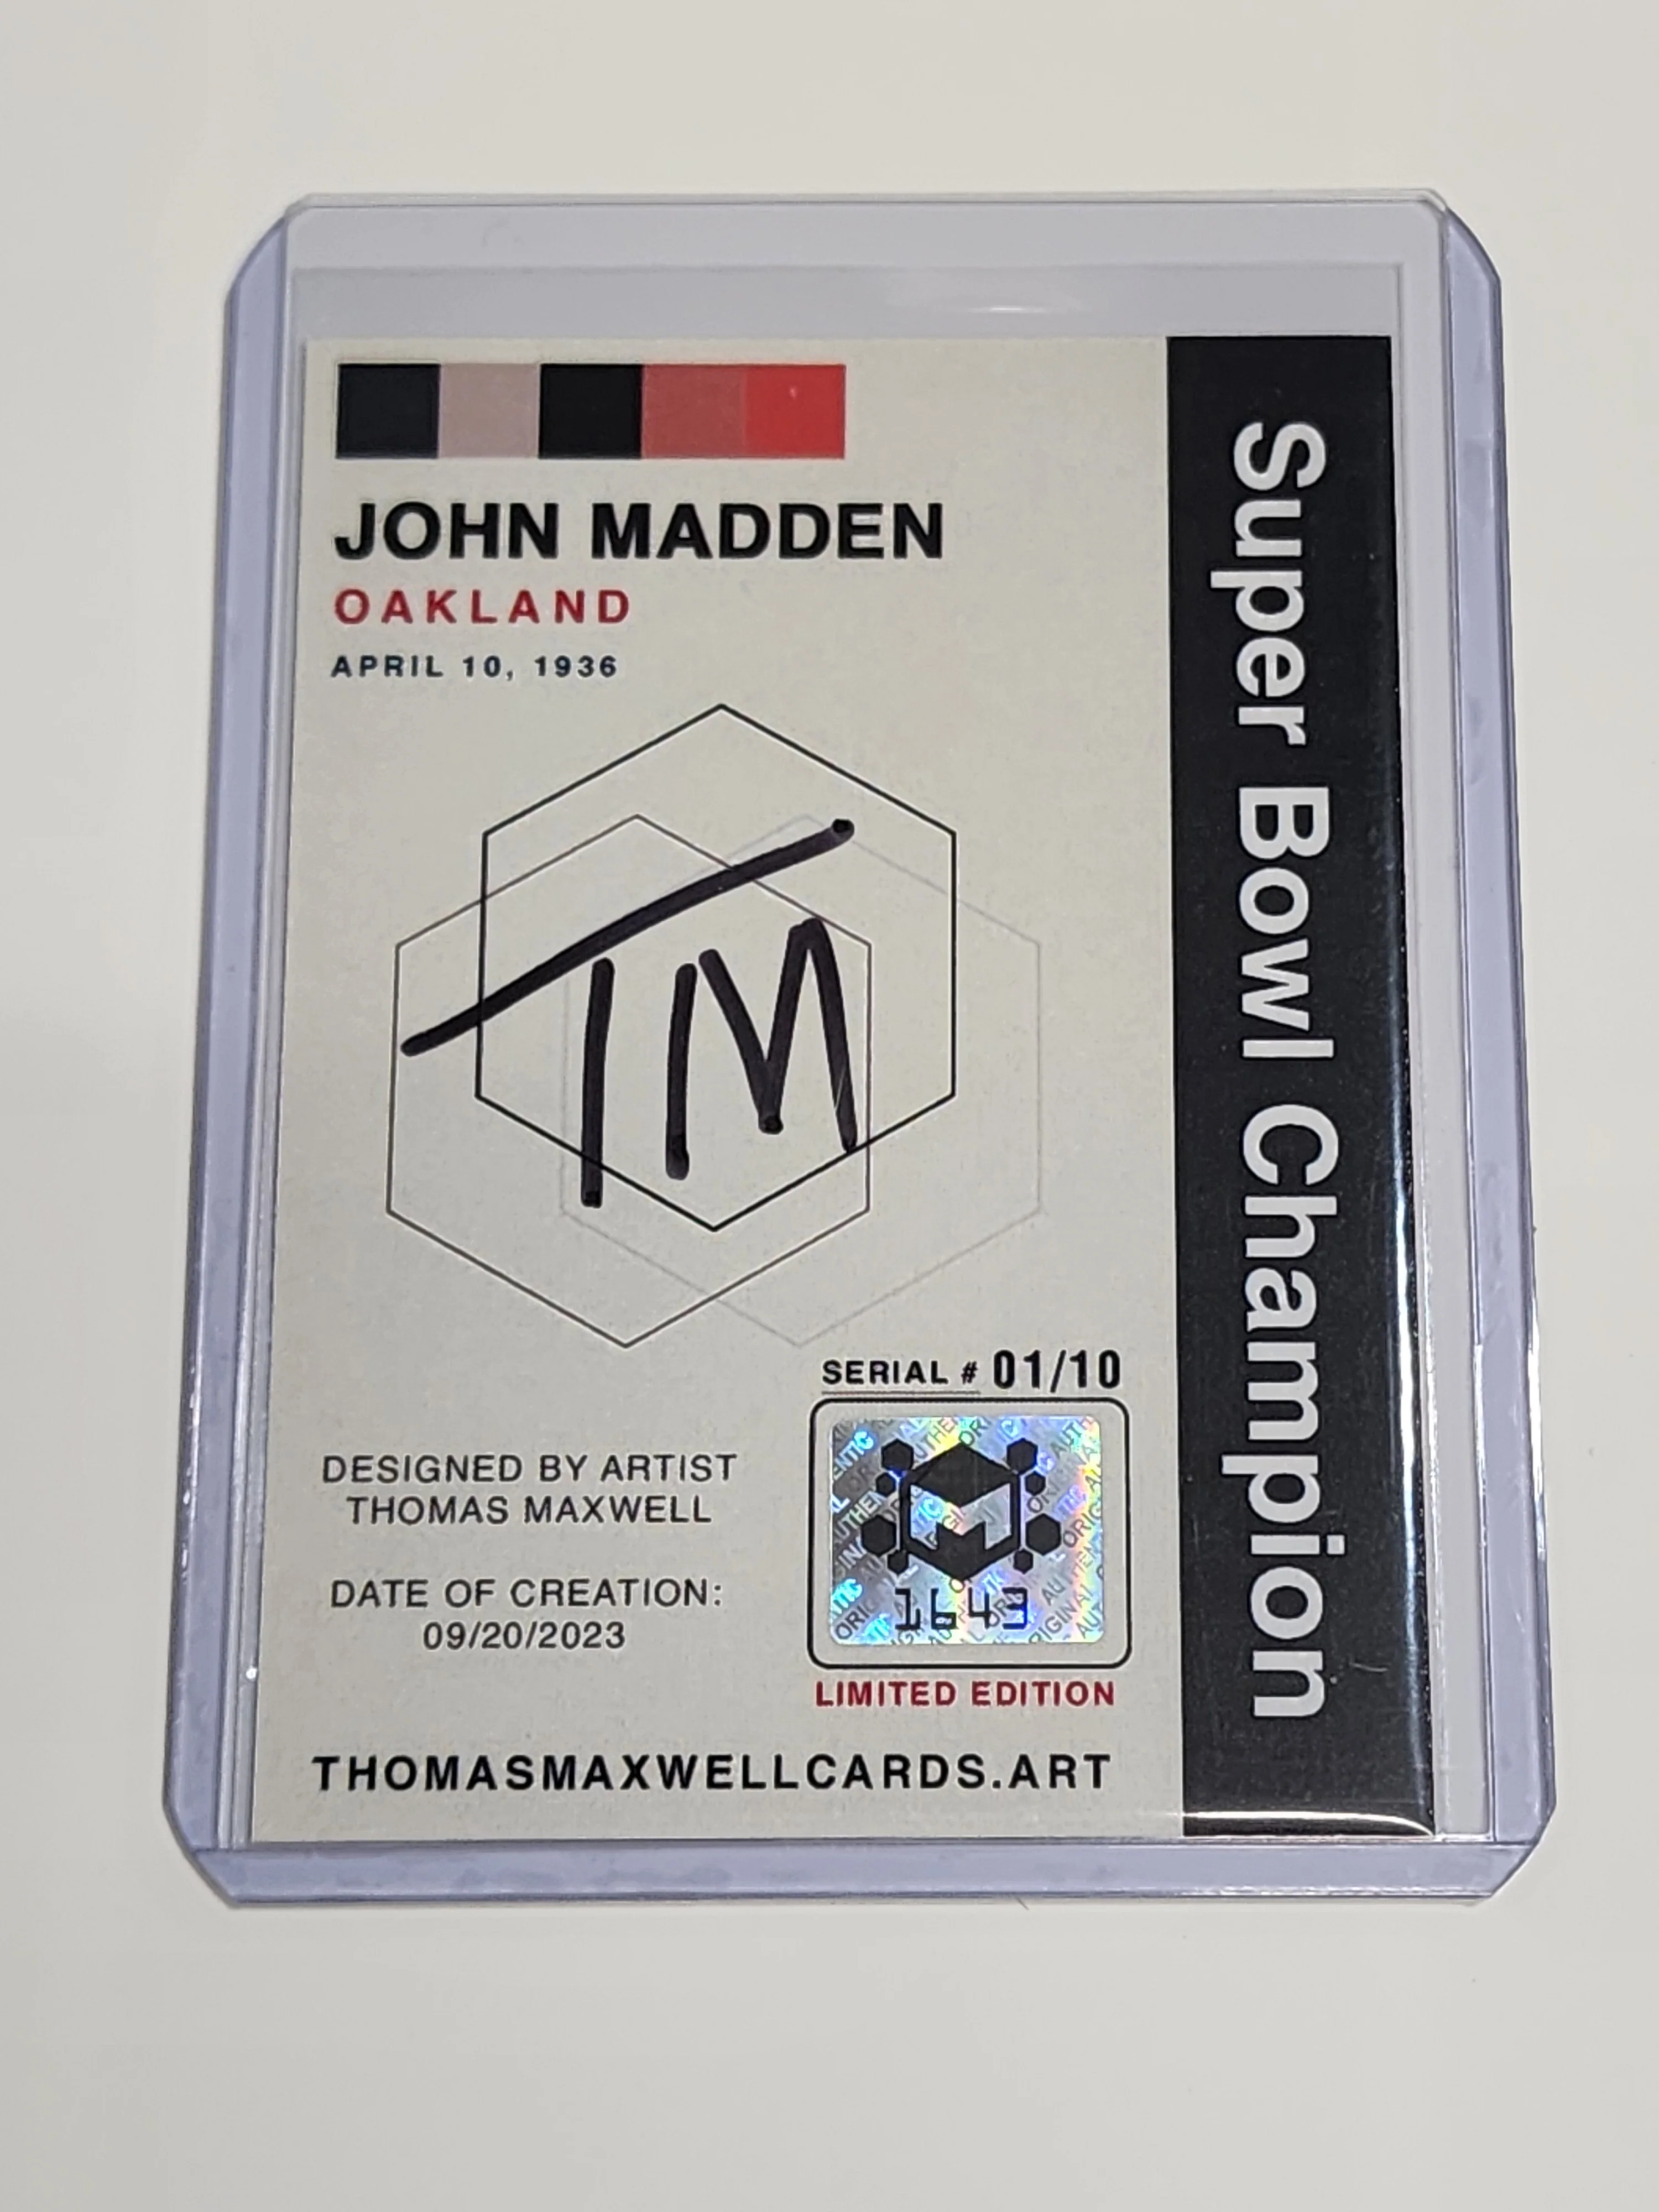 JOHN MADDEN
OAKLAND
APRIL 10, 1936
TM
SERIAL # 01/10
1643
LIMITED EDITION
DESIGNED BY ARTIST
THOMAS MAXWELL
DATE OF CREATION:
09/20/2023
THOMASMAXWELLCARDS.ART
Super Bowl Champion